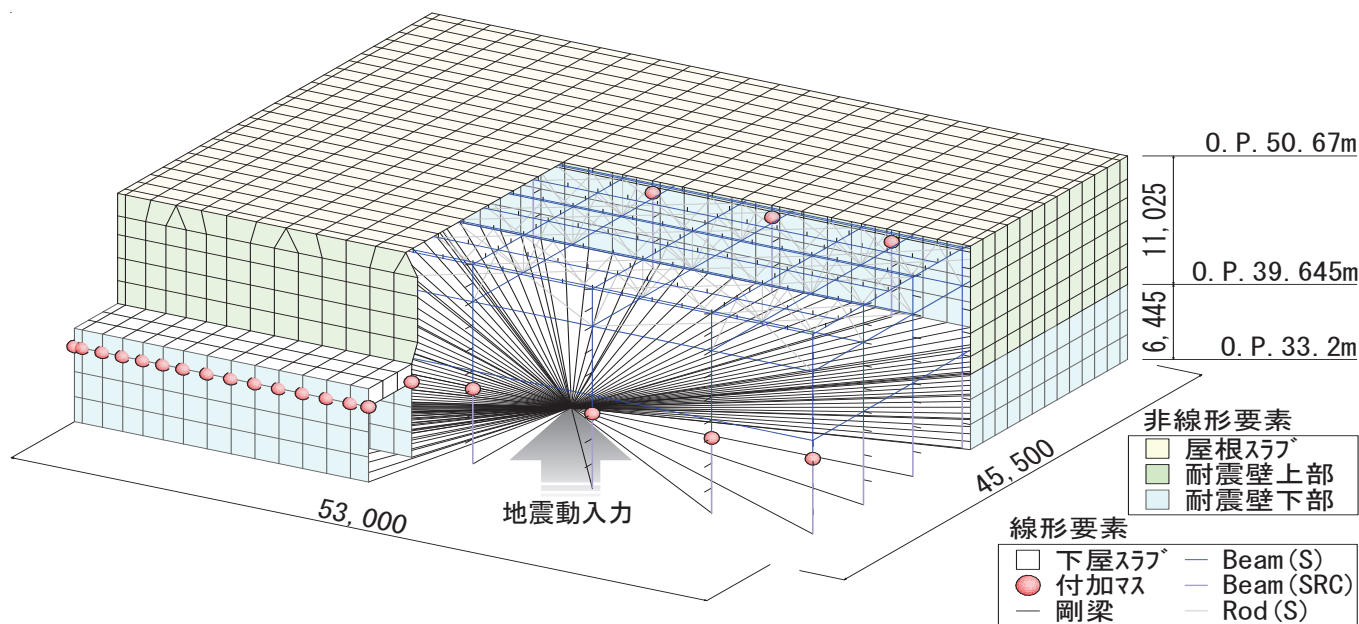 O.P.50.67m
11,025
O.P.39.645m
6,445
O.P.33.2m
45,500
53,000
地震動入力
非線形要素
屋根スラブ
耐震壁上部
耐震壁下部
線形要素
下屋スラブ
Beam(S)
付加マス
Beam(SRC)
剛梁
Rod(S)